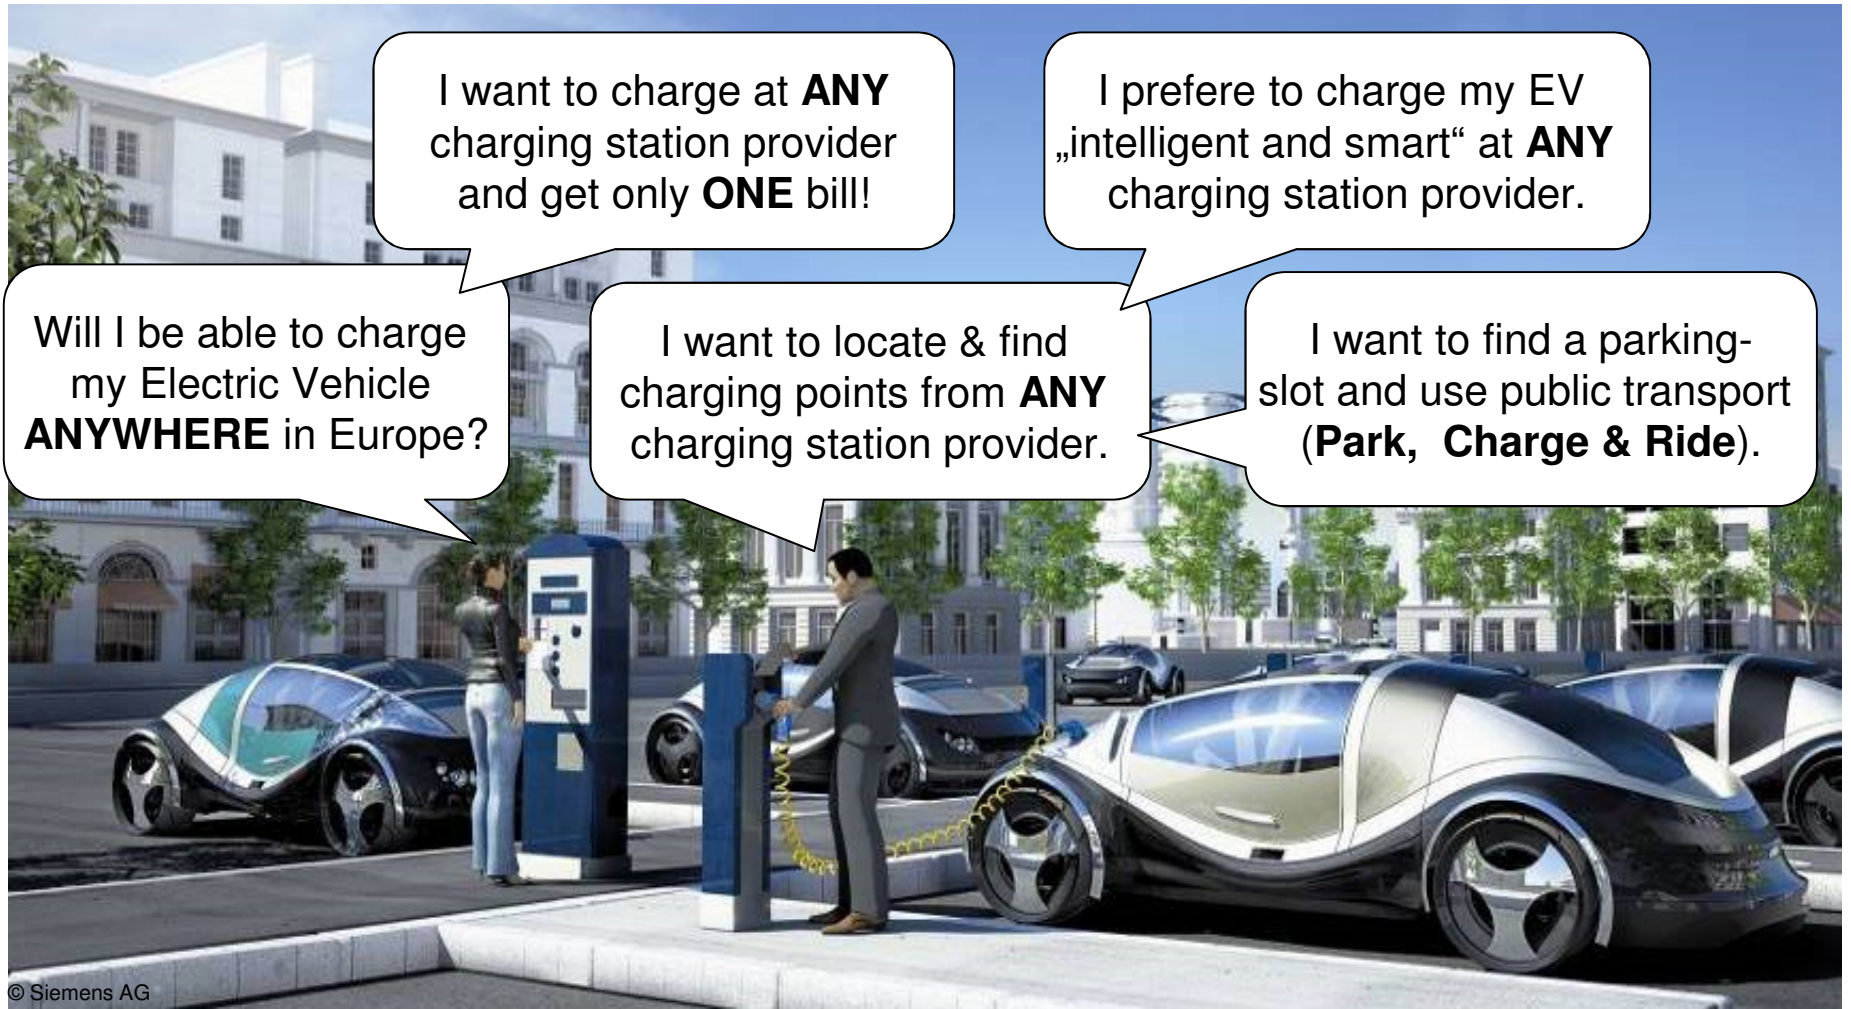 I want to charge at ANY
charging station provider
and get only ONE bill!
I prefere to charge my EV
„intelligent and smart“ at ANY
charging station provider.
Will I be able to charge
my Electric Vehicle
ANYWHERE in Europe?
I want to locate & find
charging points from ANY
charging station provider.
I want to find a parking-
slot and use public transport
(Park, Charge & Ride).
© Siemens AG